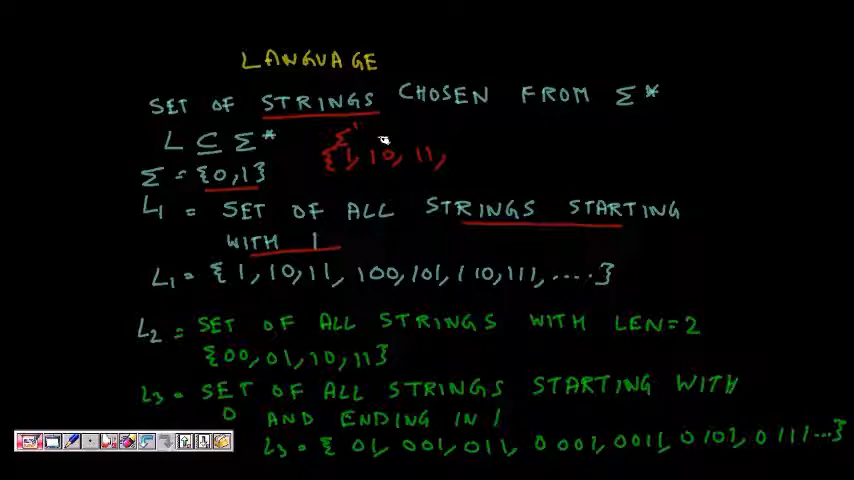 LANGUAGE
SET OF STRINGS CHOSEN FROM Σ*
L ⊆ Σ*
Σ¹
{1, 10, 11,
Σ = {0,1}
L₁ = SET OF ALL STRINGS STARTING
WITH 1
L₁ = {1, 10, 11, 100, 101, 110, 111, ....}
L₂ = SET OF ALL STRINGS WITH LEN=2
{00, 01, 10, 11}
L₃ = SET OF ALL STRINGS STARTING WITH
0 AND ENDING IN 1
L₃ = { 01, 001, 011, 0001, 0011, 0101, 0111...}